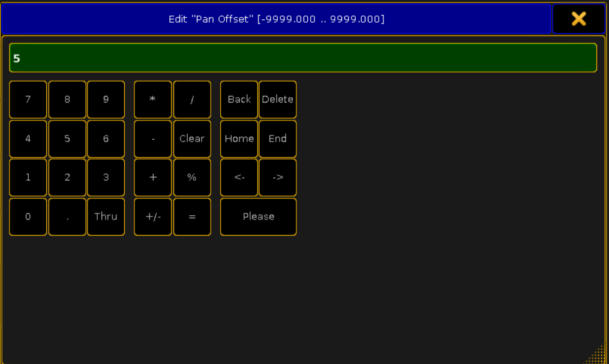 Edit "Pan Offset" [-9999.000 .. 9999.000]
5
7 8 9 * / Back Delete
4 5 6 - Clear Home End
1 2 3 + % <- ->
0 . Thru +/- = Please